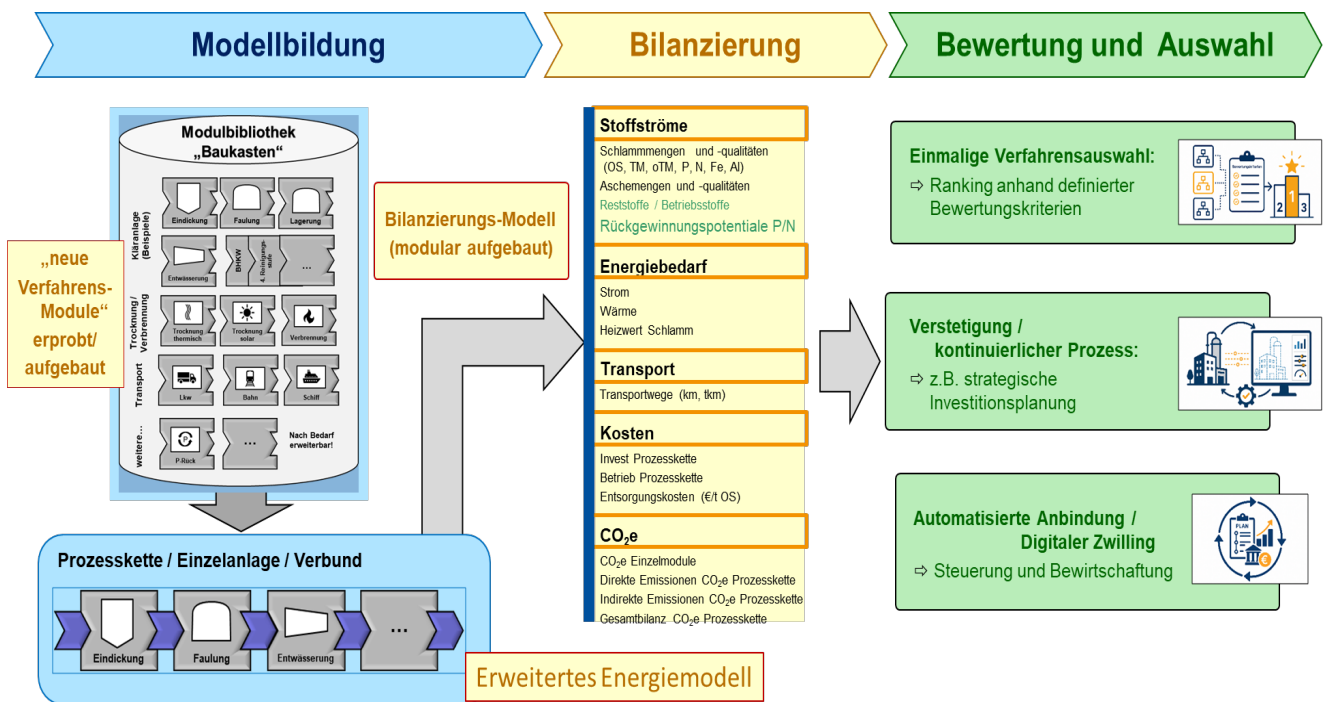 Modellbildung
Bilanzierung
Bewertung und Auswahl
Modulbibliothek
„Baukasten“
Kläranlage
(Beispiele)
Eindickung
Faulung
Lagerung
Entwässerung
BHKW
4. Reinigungs-
stufe
...
Trocknung/
Verbrennung
Trocknung
thermisch
Trocknung
solar
Verbrennung
Transport
Lkw
Bahn
Schiff
weitere...
P
P-Rück
...
Nach Bedarf
erweiterbar!
„neue
Verfahrens-
Module“
erprobt/
aufgebaut
Prozesskette / Einzelanlage / Verbund
Eindickung
Faulung
Entwässerung
...
Erweitertes Energiemodell
Bilanzierungs-Modell
(modular aufgebaut)
Stoffströme
Schlammmengen und -qualitäten
(OS, TM, oTM, P, N, Fe, Al)
Aschemengen und -qualitäten
Reststoffe / Betriebsstoffe
Rückgewinnungspotentiale P/N
Energiebedarf
Strom
Wärme
Heizwert Schlamm
Transport
Transportwege (km, tkm)
Kosten
Invest Prozesskette
Betrieb Prozesskette
Entsorgungskosten (€/t OS)
CO₂e
CO₂e Einzelmodule
Direkte Emissionen CO₂e Prozesskette
Indirekte Emissionen CO₂e Prozesskette
Gesamtbilanz CO₂e Prozesskette
Einmalige Verfahrensauswahl:
⇨ Ranking anhand definierter
Bewertungskriterien
2 1 3
Verstetigung /
kontinuierlicher Prozess:
⇨ z.B. strategische
Investitionsplanung
Automatisierte Anbindung /
Digitaler Zwilling
⇨ Steuerung und Bewirtschaftung
PLAN
€